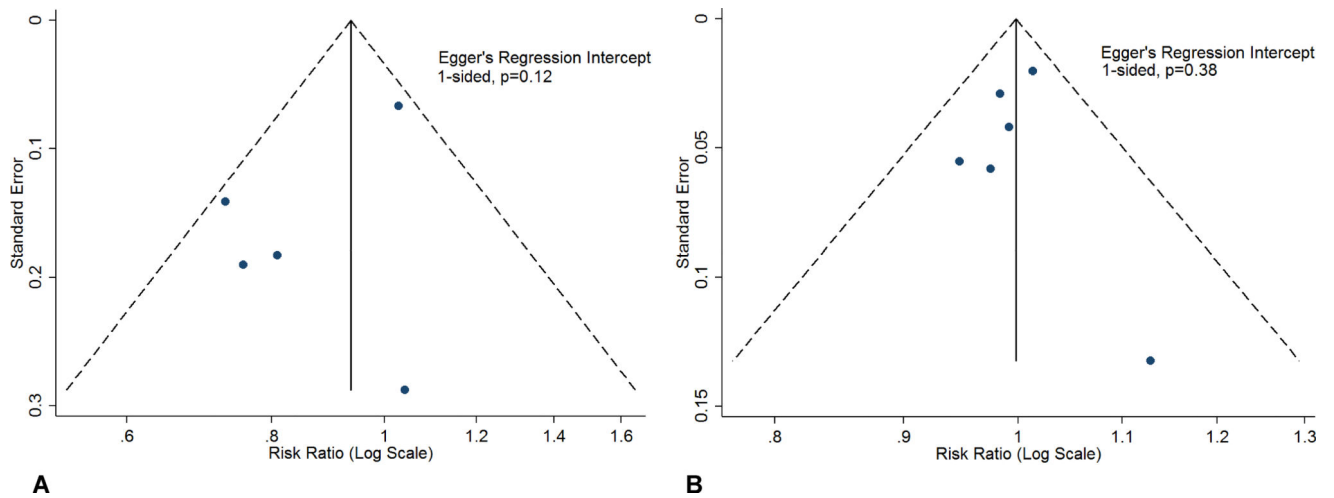 0
0.1
0.2
0.3
Standard Error
Egger's Regression Intercept
1-sided, p=0.12
.6 .8 1 1.2 1.4 1.6
Risk Ratio (Log Scale)
A
0
0.05
0.1
0.15
Standard Error
Egger's Regression Intercept
1-sided, p=0.38
.8 .9 1 1.1 1.2 1.3
Risk Ratio (Log Scale)
B